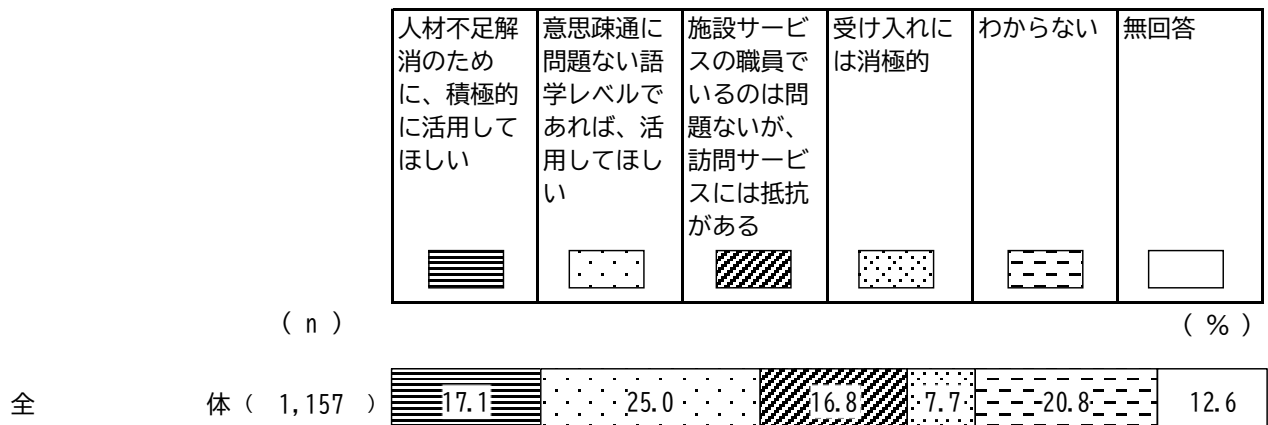 人材不足解
消のため
に、積極的
に活用して
ほしい
意思疎通に
問題ない語
学レベルで
あれば、活
用してほし
い
施設サービ
スの職員で
いるのは問
題ないが、
訪問サービ
スには抵抗
がある
受け入れに
は消極的
わからない
無回答
( n )
( % )
全体( 1,157 ) 17.1 25.0 16.8 7.7 20.8 12.6